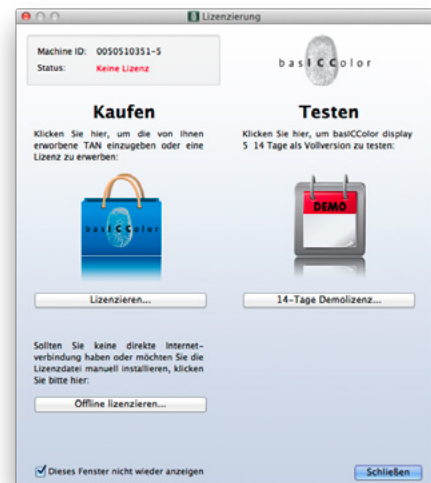 Lizenzierung
Machine ID: 0050510351-5
Status: Keine Lizenz
basICColor
Kaufen
Klicken Sie hier, um die von Ihnen
erworbene TAN einzugeben oder eine
Lizenz zu erwerben:
basICColor
Lizenzieren...
Sollten Sie keine direkte Internet-
verbindung haben oder möchten Sie die
Lizenzdatei manuell installieren, klicken
Sie bitte hier:
Offline lizenzieren...
Testen
Klicken Sie hier, um basICColor display
5 14 Tage als Vollversion zu testen:
DEMO
14-Tage Demolizenz...
Dieses Fenster nicht wieder anzeigen
Schließen